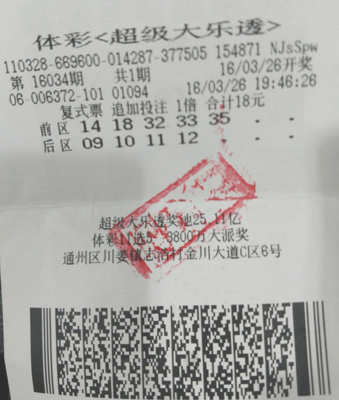 体彩<超级大乐透>
110328-669600-014287-377505 154871 NJsSpw
第 16034期 共1期 16/03/26开奖
06-006372-101 01094 16/03/26 19:46:26
复式票 追加投注 1倍 合计18元
前区 14 18 32 33 35
后区 09 10 11 12
超级大乐透奖池25.11亿
体彩11选5 3800万大派奖
通州区川姜镇志浩村金川大道C区6号